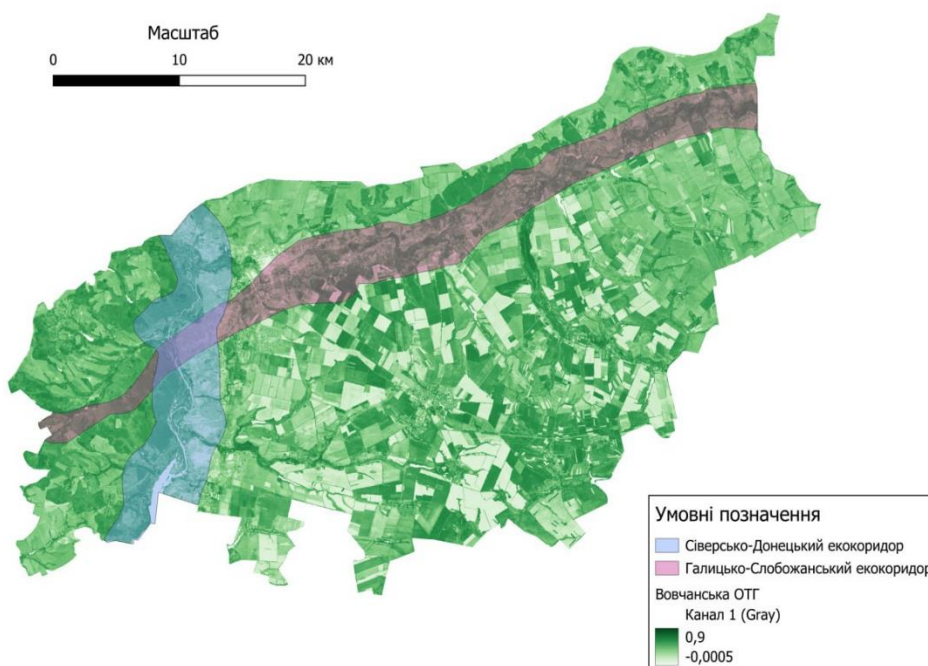 Масштаб
0 10 20 км
Умовні позначення
Сіверсько-Донецький екокоридор
Галицько-Слобожанський екокоридор
Вовчанська ОТГ
Канал 1 (Gray)
0,9
-0,0005